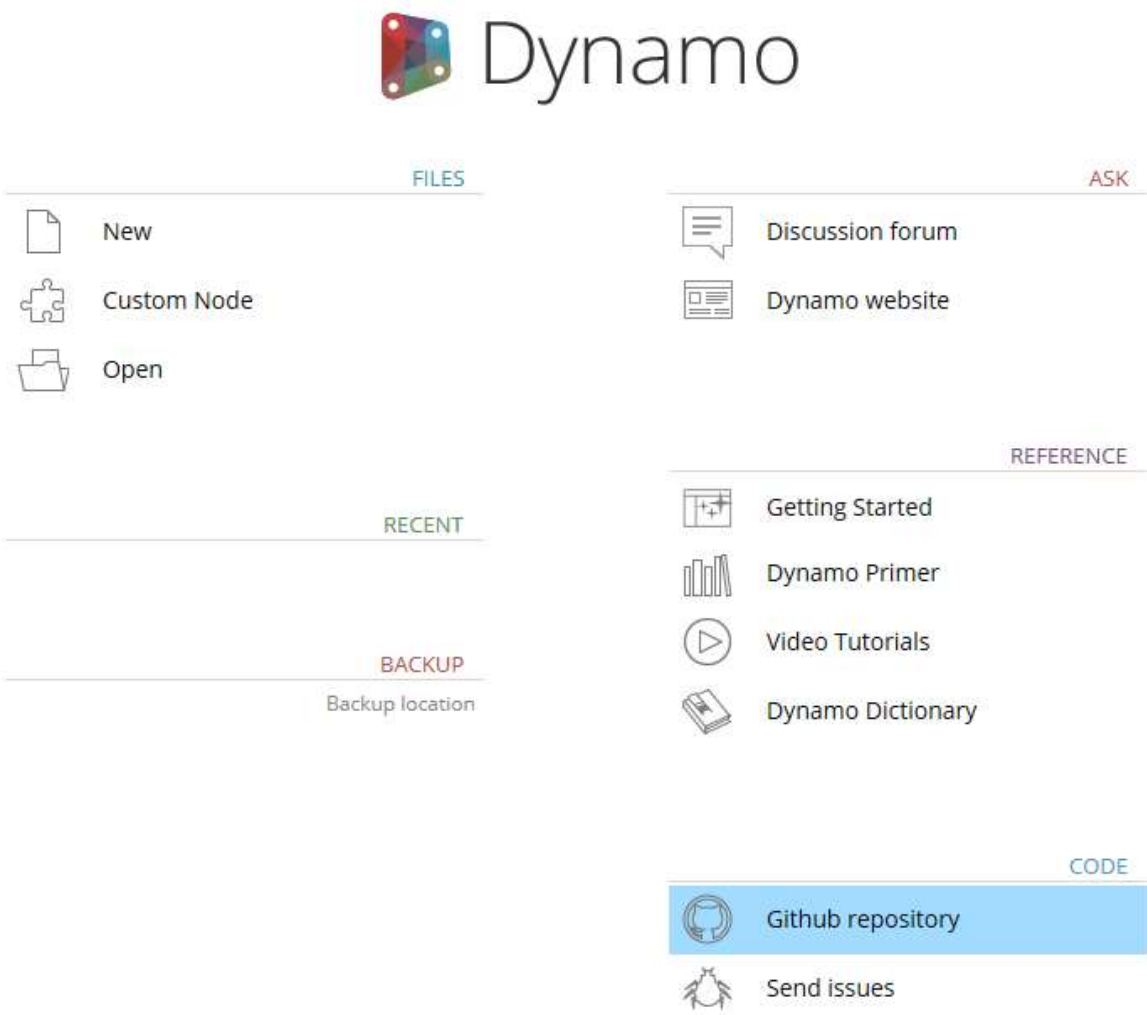 Dynamo
FILES
New
Custom Node
Open
RECENT
BACKUP
Backup location
ASK
Discussion forum
Dynamo website
REFERENCE
Getting Started
Dynamo Primer
Video Tutorials
Dynamo Dictionary
CODE
Github repository
Send issues